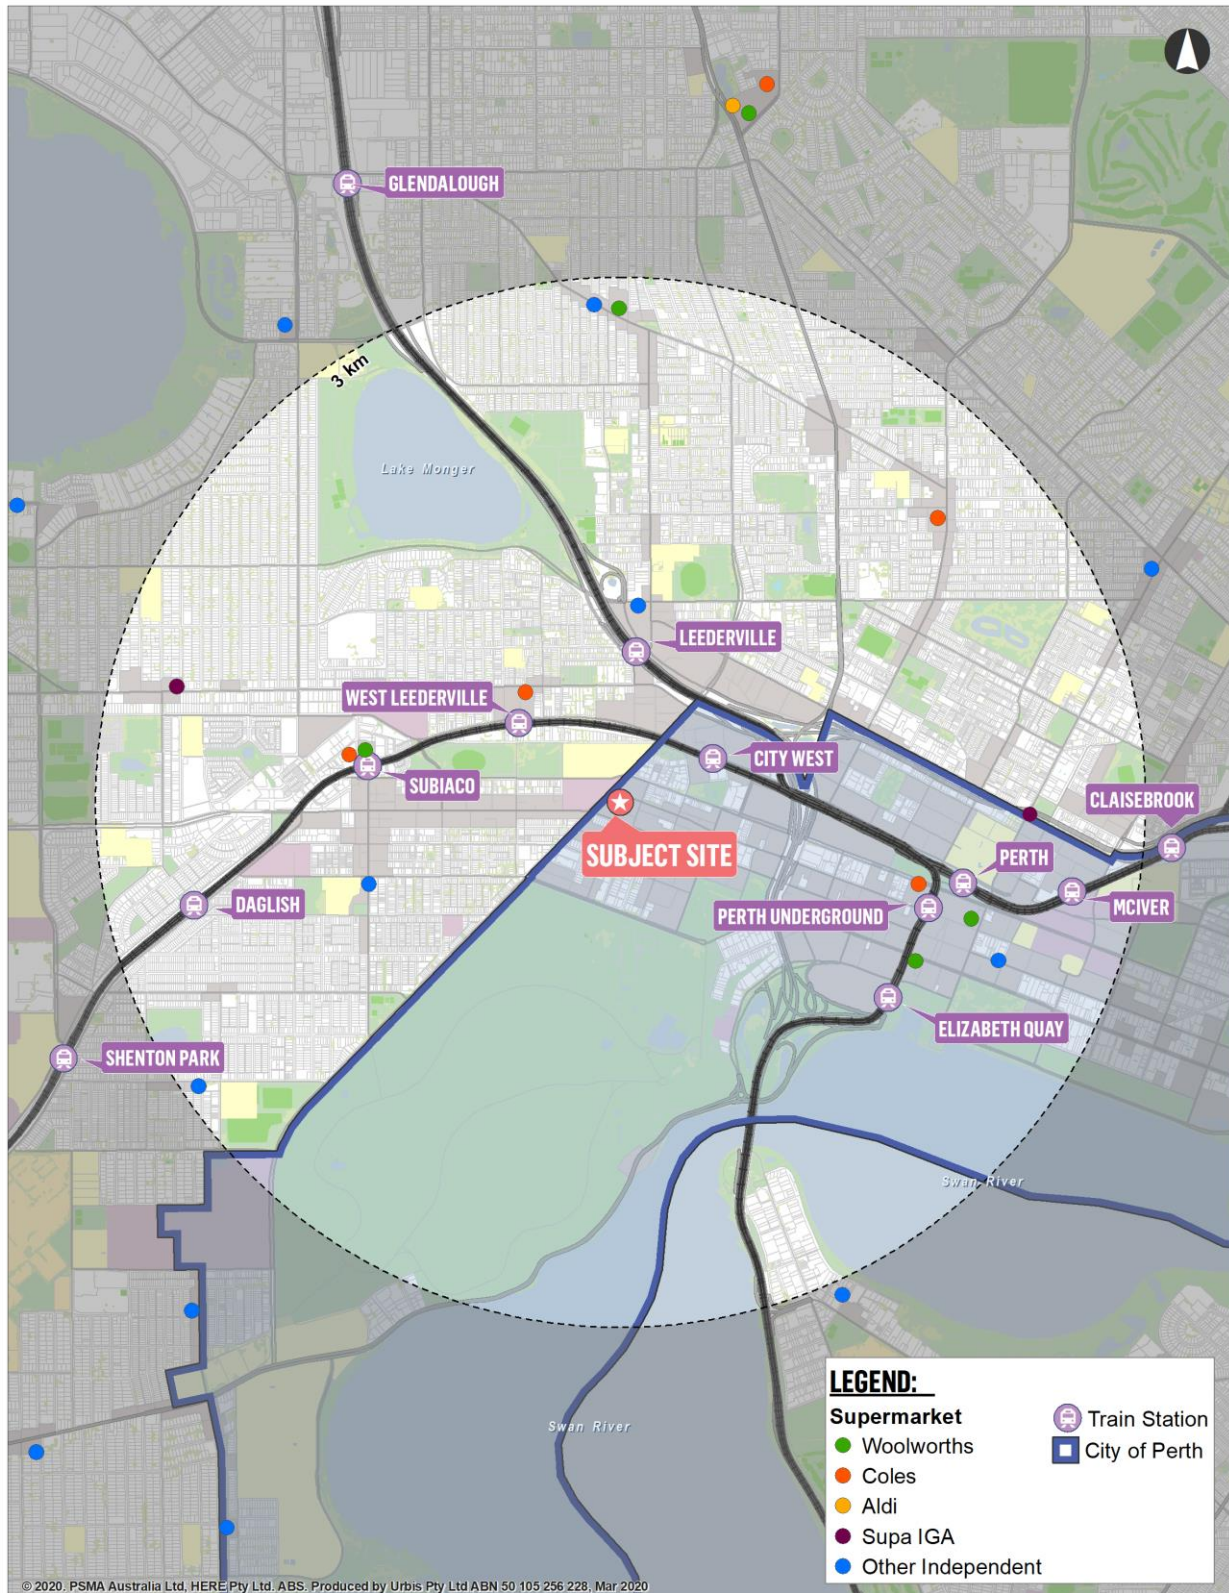 GLENDALOUGH
3 km
Lake Monger
LEEDERVILLE
WEST LEEDERVILLE
CITY WEST
SUBIACO
CLAISEBROOK
SUBJECT SITE
PERTH
DAGLISH
PERTH UNDERGROUND
MCIVER
ELIZABETH QUAY
SHENTON PARK
Swan River
Swan River
LEGEND:
Supermarket
Woolworths
Coles
Aldi
Supa IGA
Other Independent
Train Station
City of Perth
© 2020. PSMA Australia Ltd, HERE Pty Ltd. ABS. Produced by Urbis Pty Ltd ABN 50 105 256 228, Mar 2020